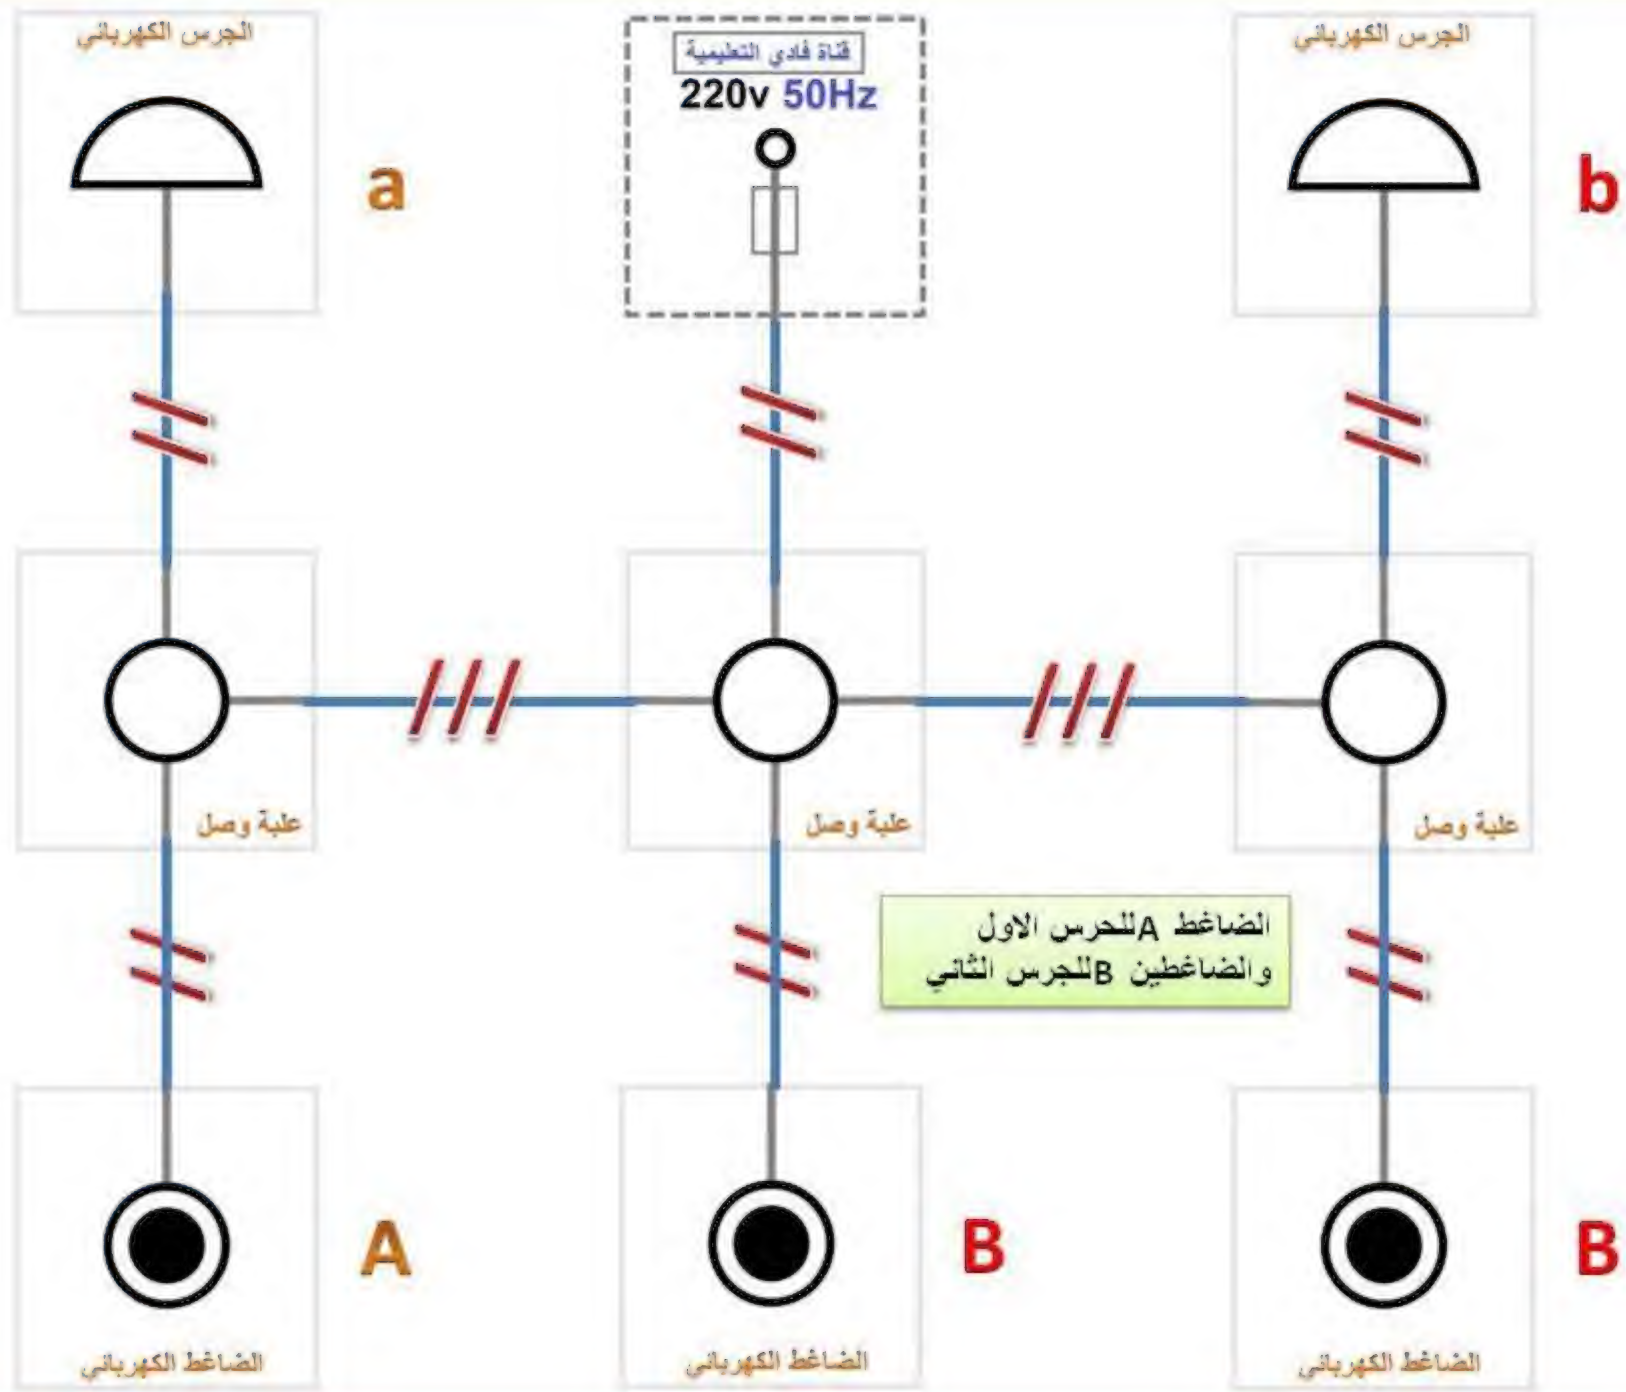 الجرس الكهربائي
قناة فادي التعليمية
220v 50Hz
الجرس الكهربائي
a
b
علبة وصل
علبة وصل
علبة وصل
الضاغط Aللحرس الاول
والضاغطين Bللجرس الثاني
A
B
B
الضاغط الكهربائي
الضاغط الكهربائي
الضاغط الكهربائي